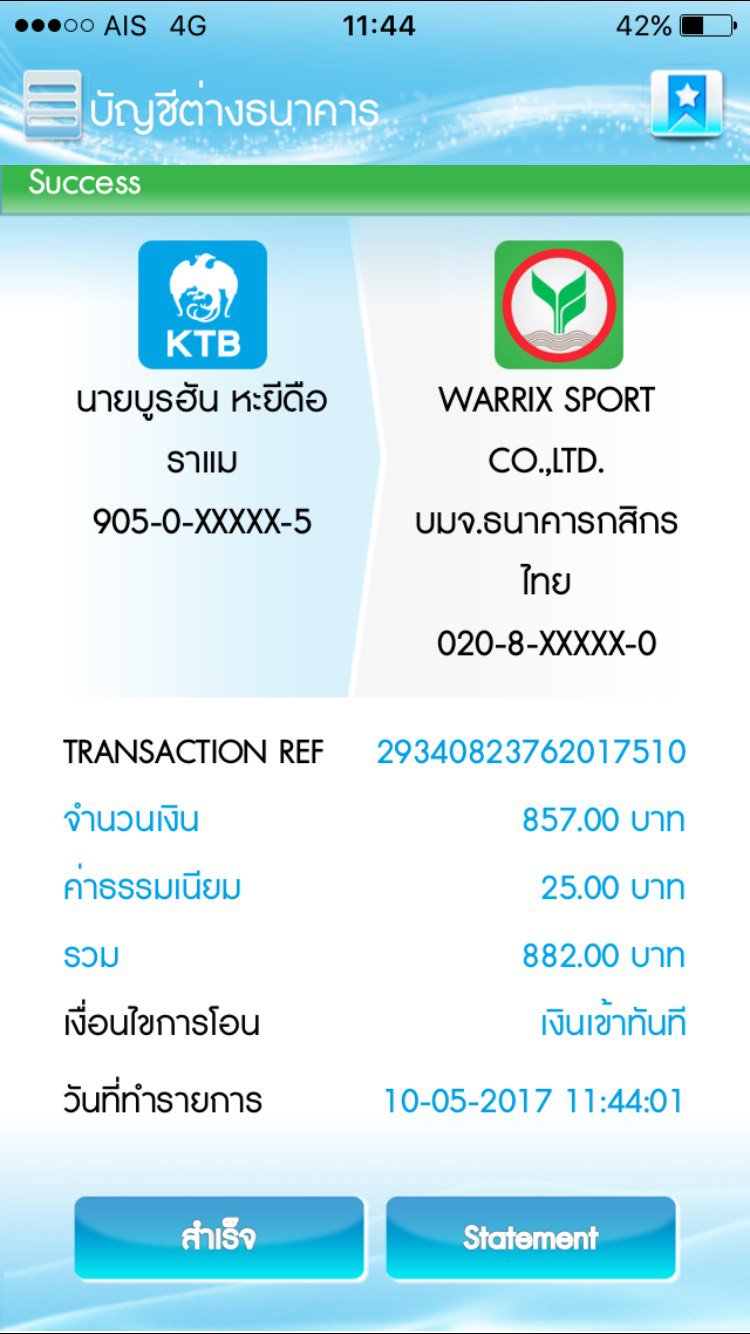 AIS 4G 11:44 42%
บัญชีต่างธนาคาร
Success
KTB
นายบูรฮัน หะยีดือ
ราแม
905-0-XXXXX-5
WARRIX SPORT
CO.,LTD.
บมจ.ธนาคารกสิกร
ไทย
020-8-XXXXX-0
TRANSACTION REF 29340823762017510
จำนวนเงิน 857.00 บาท
ค่าธรรมเนียม 25.00 บาท
รวม 882.00 บาท
เงื่อนไขการโอน เงินเข้าทันที
วันที่ทำรายการ 10-05-2017 11:44:01
สำเร็จ Statement